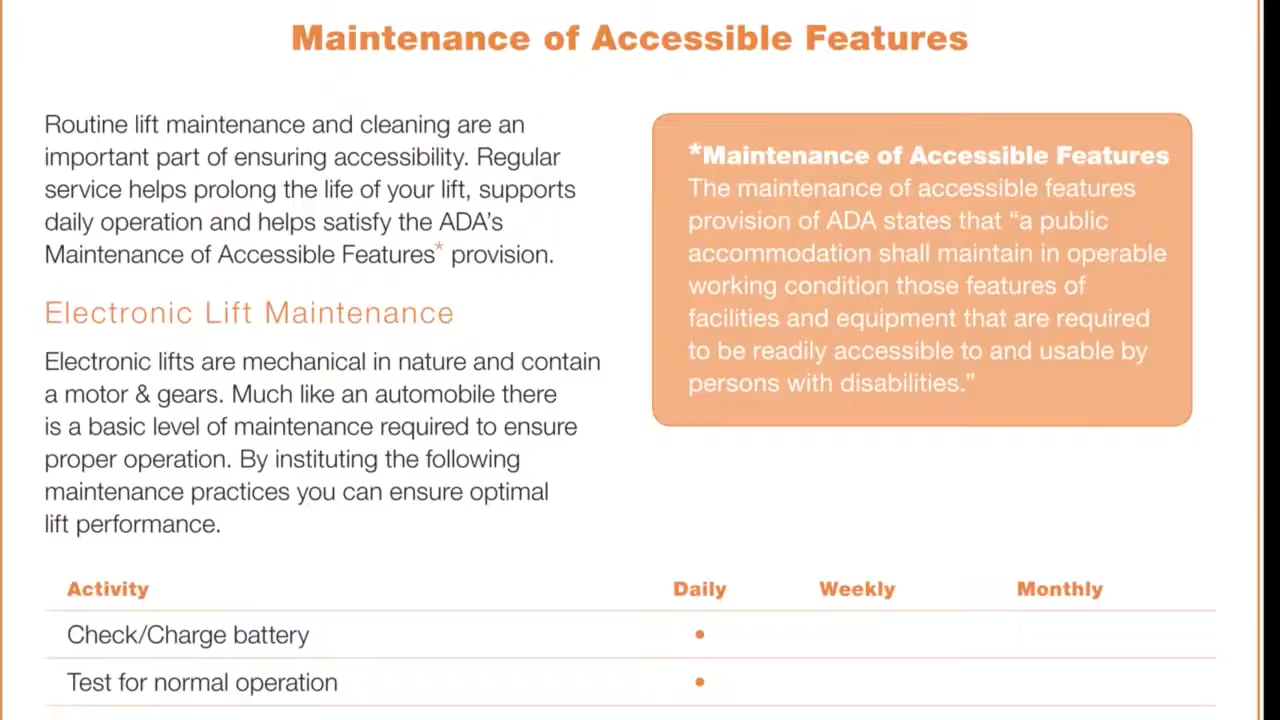 Maintenance of Accessible Features
Routine lift maintenance and cleaning are an
important part of ensuring accessibility. Regular
service helps prolong the life of your lift, supports
daily operation and helps satisfy the ADA's
Maintenance of Accessible Features* provision.
Electronic Lift Maintenance
Electronic lifts are mechanical in nature and contain
a motor & gears. Much like an automobile there
is a basic level of maintenance required to ensure
proper operation. By instituting the following
maintenance practices you can ensure optimal
lift performance.
*Maintenance of Accessible Features
The maintenance of accessible features
provision of ADA states that “a public
accommodation shall maintain in operable
working condition those features of
facilities and equipment that are required
to be readily accessible to and usable by
persons with disabilities.”
Activity Daily Weekly Monthly
Check/Charge battery •
Test for normal operation •